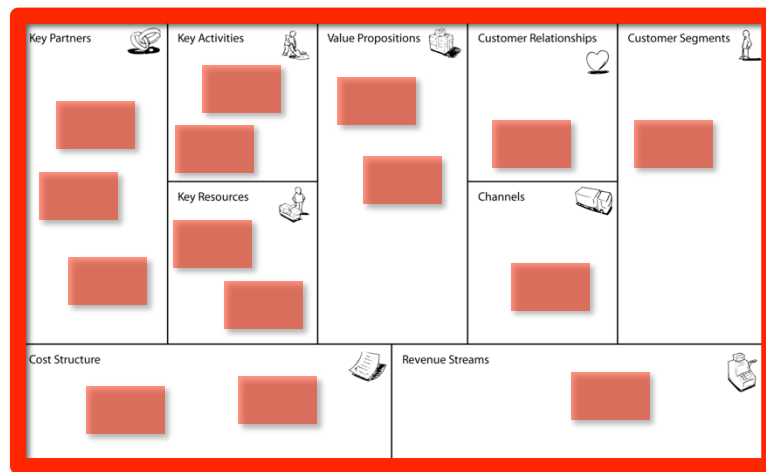 Key Partners
Key Activities
Value Propositions
Customer Relationships
Customer Segments
Key Resources
Channels
Cost Structure
Revenue Streams